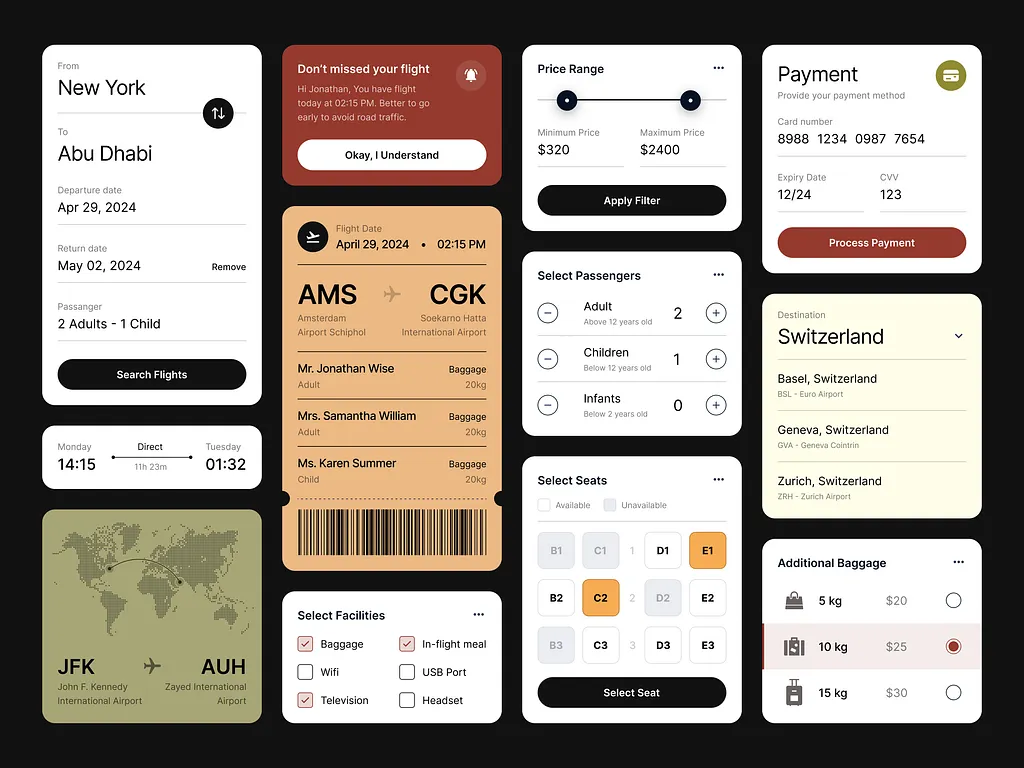 From
New York
To
Abu Dhabi
Departure date
Apr 29, 2024
Return date
May 02, 2024
Remove
Passanger
2 Adults - 1 Child
Search Flights
Monday
Direct
Tuesday
14:15
11h 23m
01:32
JFK
AUH
John F. Kennedy
International Airport
Zayed International
Airport
Don't missed your flight
Hi Jonathan, You have flight
today at 02:15 PM. Better to go
early to avoid road traffic.
Okay, I Understand
Flight Date
April 29, 2024 • 02:15 PM
AMS
CGK
Amsterdam
Airport Schiphol
Soekarno Hatta
International Airport
Mr. Jonathan Wise
Baggage
Adult
20kg
Mrs. Samantha William
Baggage
Adult
20kg
Ms. Karen Summer
Baggage
Child
20kg
Select Facilities
Baggage
In-flight meal
Wifi
USB Port
Television
Headset
Price Range
Minimum Price
Maximum Price
$320
$2400
Apply Filter
Select Passengers
Adult
Above 12 years old
2
Children
Below 12 years old
1
Infants
Below 2 years old
0
Select Seats
Available
Unavailable
B1 C1 1 D1 E1
B2 C2 2 D2 E2
B3 C3 3 D3 E3
Select Seat
Payment
Provide your payment method
Card number
8988 1234 0987 7654
Expiry Date
CVV
12/24
123
Process Payment
Destination
Switzerland
Basel, Switzerland
BSL - Euro Airport
Geneva, Switzerland
GVA - Geneva Cointrin
Zurich, Switzerland
ZRH - Zurich Airport
Additional Baggage
5 kg $20
10 kg $25
15 kg $30